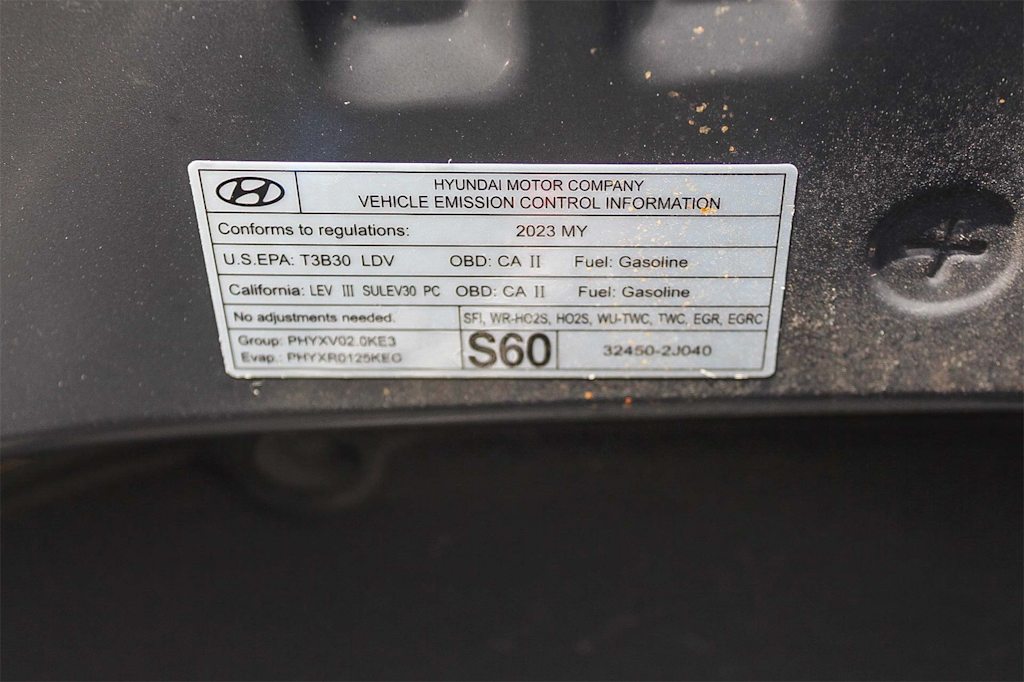 HYUNDAI MOTOR COMPANY
VEHICLE EMISSION CONTROL INFORMATION
Conforms to regulations: 2023 MY
U.S.EPA: T3B30 LDV OBD: CA II Fuel: Gasoline
California: LEV III SULEV30 PC OBD: CA II Fuel: Gasoline
No adjustments needed. SFI, WR-HO2S, HO2S, WU-TWC, TWC, EGR, EGRC
Group: PHYXV02.0KE3
Evap.: PHYXR0125KEG
S60
32450-2J040